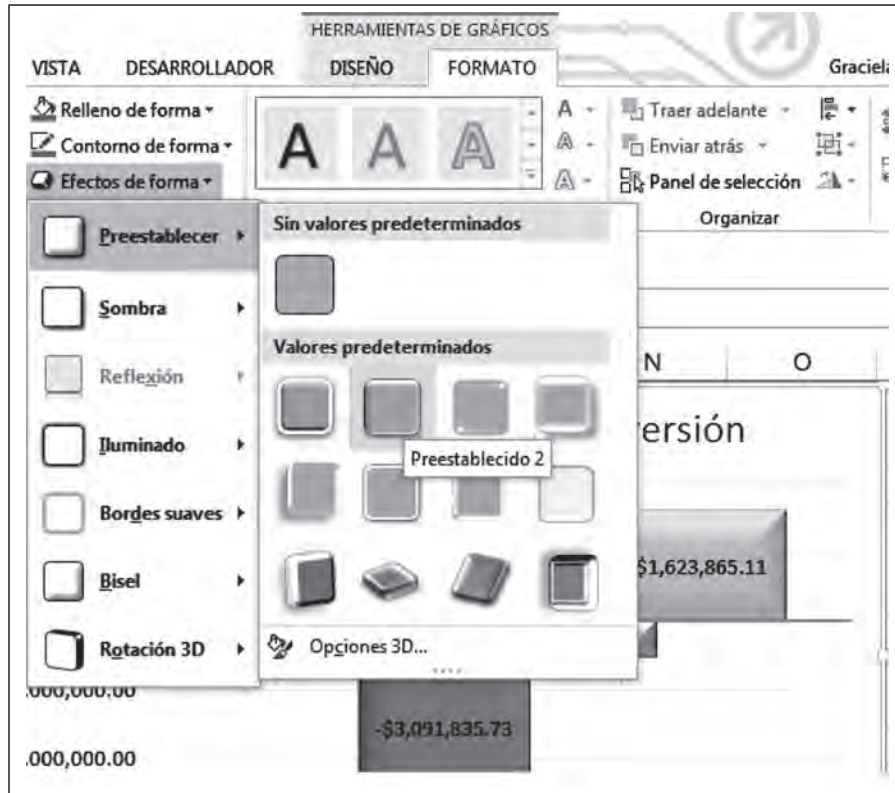 HERRAMIENTAS DE GRÁFICOS
VISTA DESARROLLADOR DISEÑO FORMATO Graciela
Relleno de forma
Contorno de forma
Efectos de forma
A A A
A
A
A
Traer adelante
Enviar atrás
Panel de selección
Organizar
Preestablecer
Sombra
Reflexión
Iluminado
Bordes suaves
Bisel
Rotación 3D
Sin valores predeterminados
Valores predeterminados
Preestablecido 2
Opciones 3D...
N O
ersión
$1,623,865.11
.000,000.00
-$3,091,835.73
.000,000.00